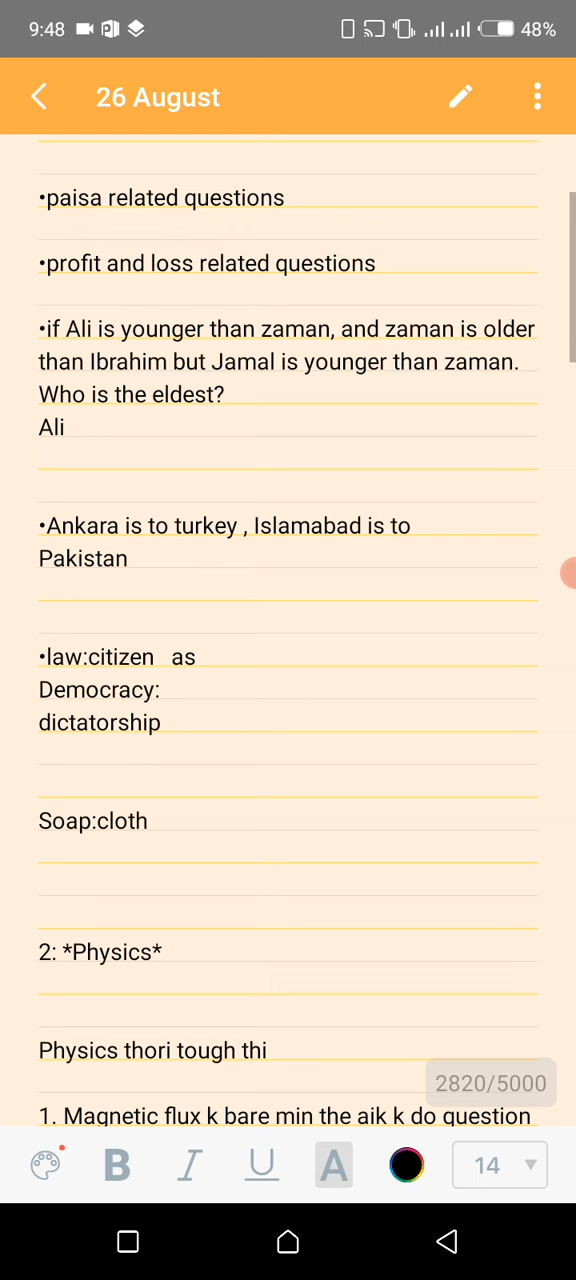 9:48
48%
26 August
•paisa related questions
•profit and loss related questions
•if Ali is younger than zaman, and zaman is older
than Ibrahim but Jamal is younger than zaman.
Who is the eldest?
Ali
•Ankara is to turkey , Islamabad is to
Pakistan
•law:citizen as
Democracy:
dictatorship
Soap:cloth
2: *Physics*
Physics thori tough thi
2820/5000
1. Magnetic flux k bare min the aik k do question
B I U A 14